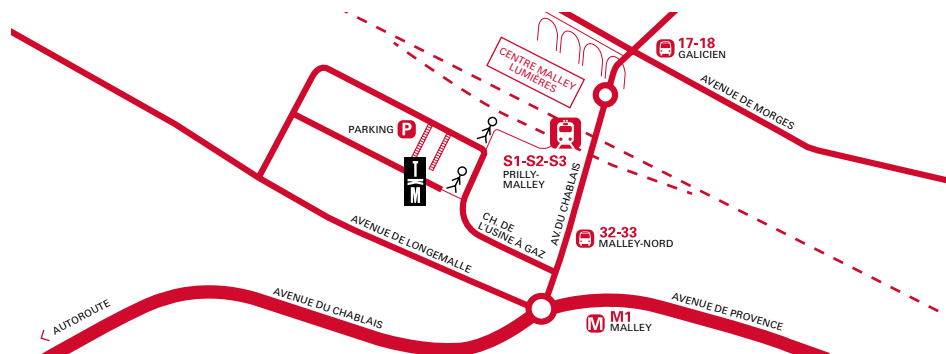 17-18
GALICIEN
CENTRE MALLEY
LUMIÈRES
AVENUE DE MORGES
PARKING P
S1-S2-S3
PRILLY-
MALLEY
TKM
AV. DU CHABLAIS
CH. DE
L'USINE À GAZ
32-33
MALLEY-NORD
AVENUE DE LONGEMALLE
AVENUE DU CHABLAIS
AUTOROUTE
AVENUE DE PROVENCE
M M1
MALLEY